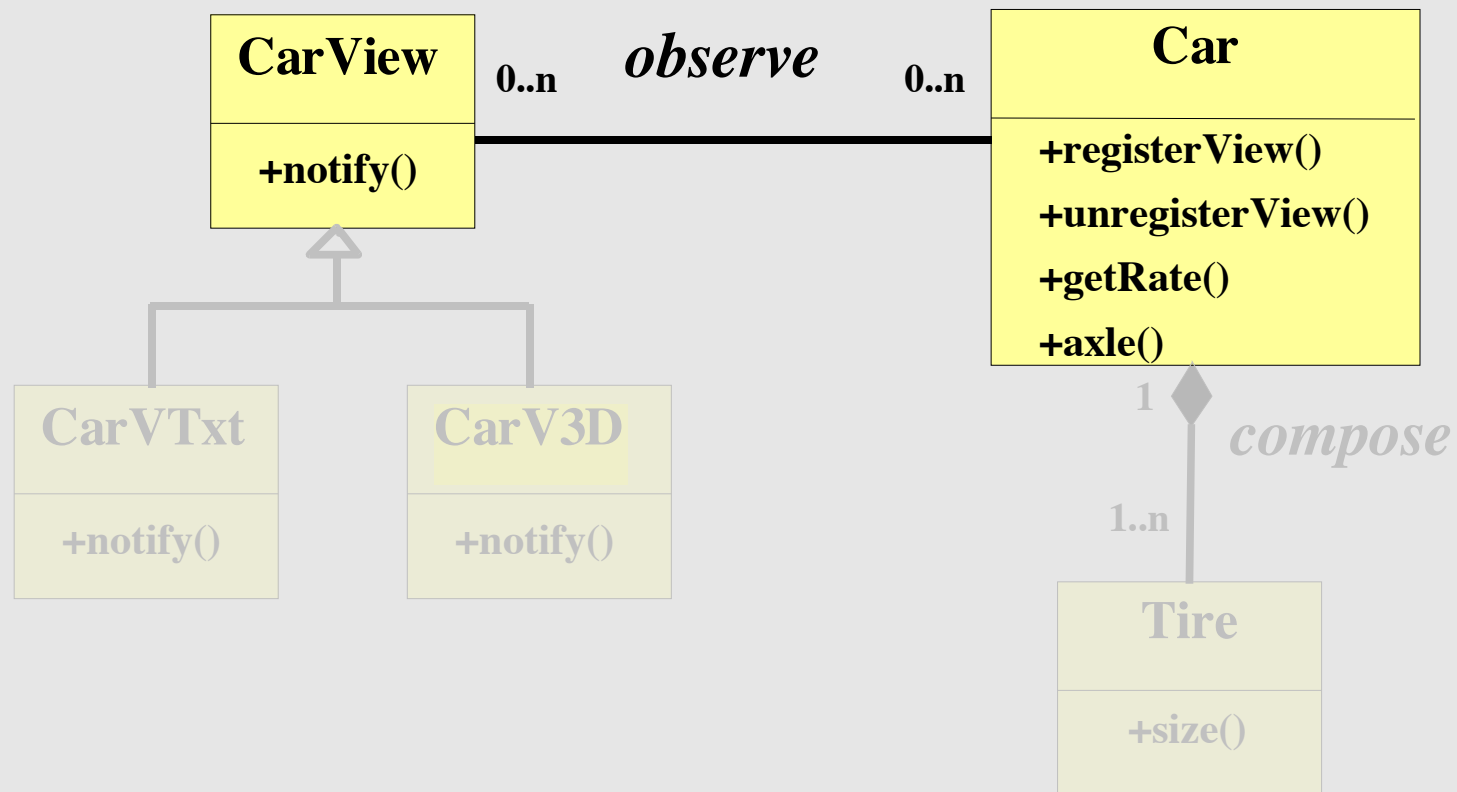 CarView
0..n
observe
0..n
Car
+notify()
+registerView()
+unregisterView()
+getRate()
+axle()
1
compose
1..n
CarVTxt
+notify()
CarV3D
+notify()
Tire
+size()